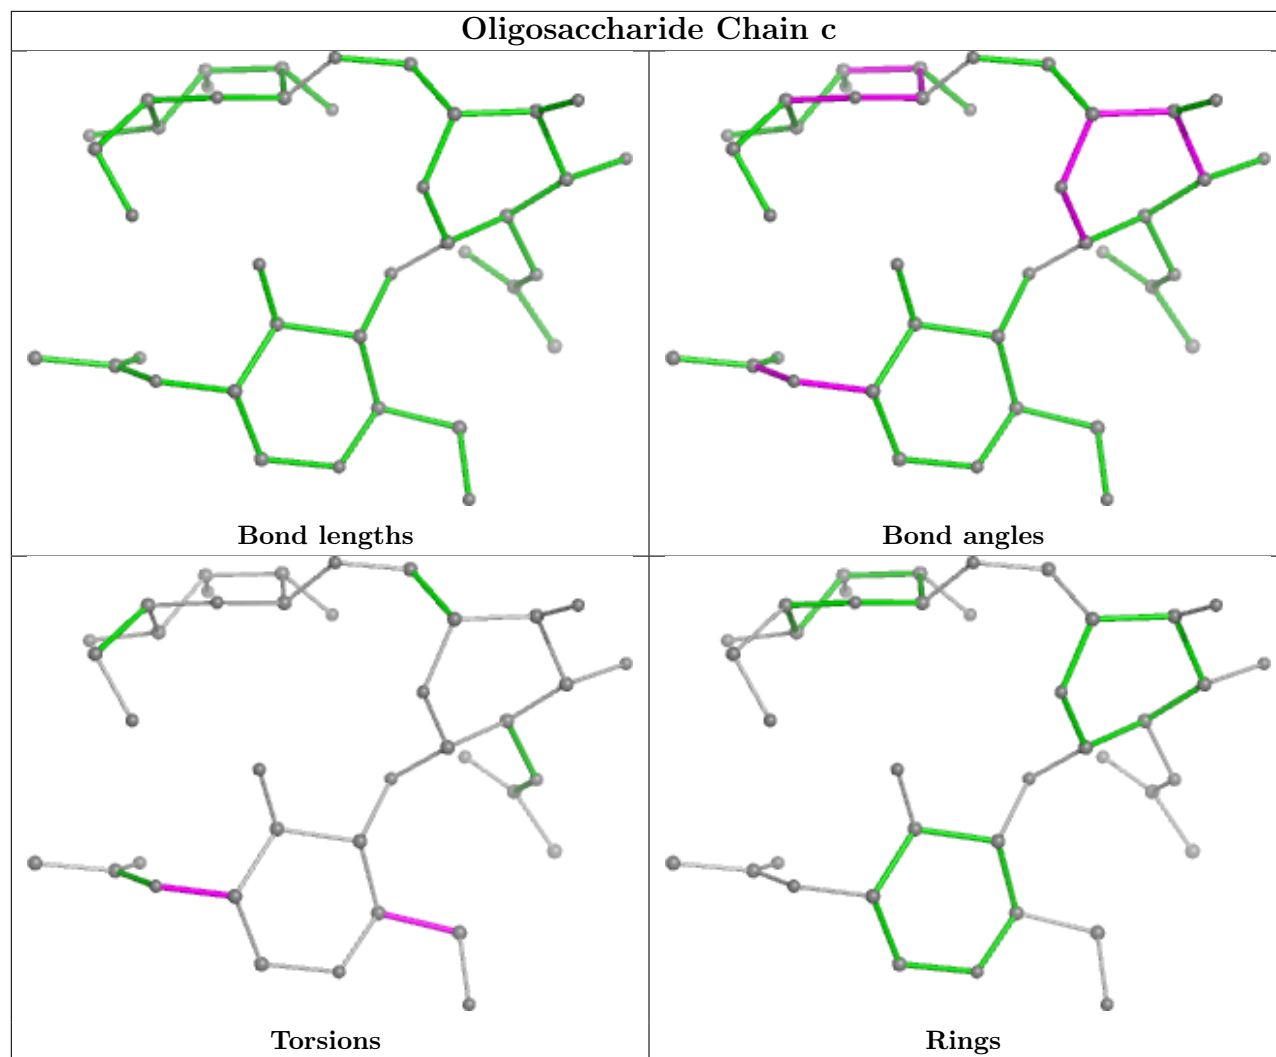 Oligosaccharide Chain c
Bond lengths
Bond angles
Torsions
Rings